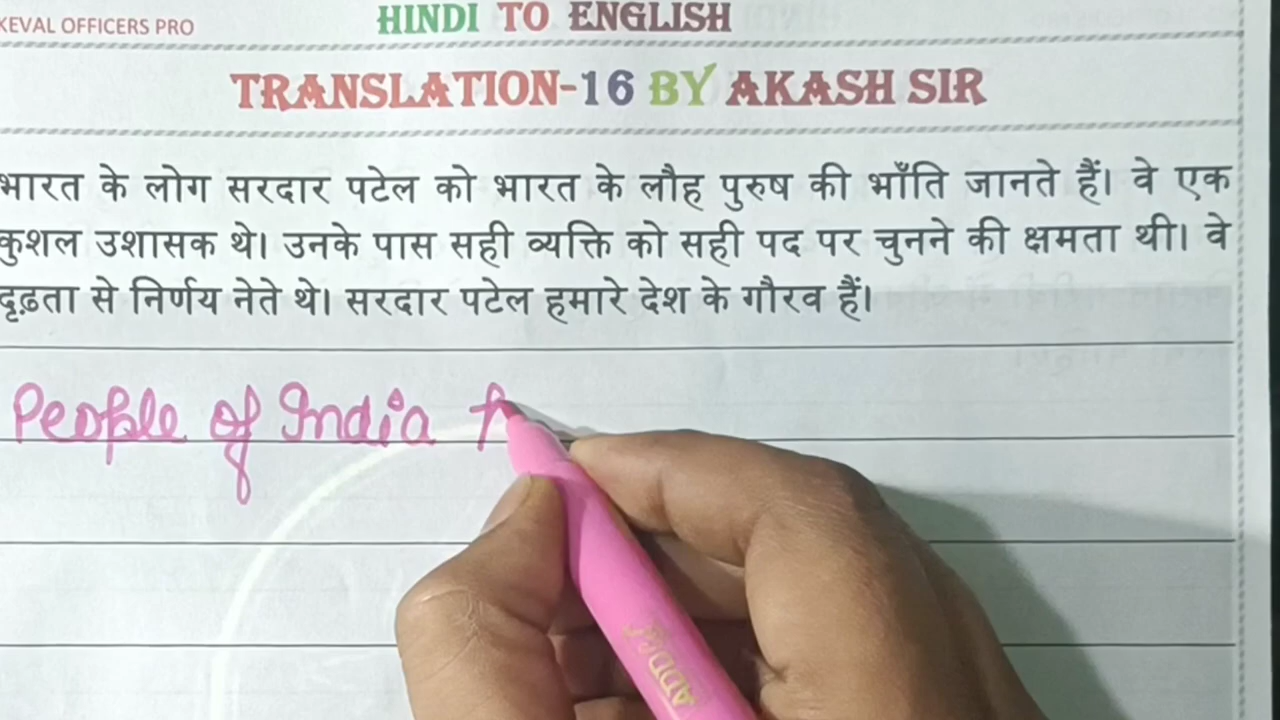 KEVAL OFFICERS PRO
HINDI TO ENGLISH
TRANSLATION-16 BY AKASH SIR
भारत के लोग सरदार पटेल को भारत के लौह पुरुष की भाँति जानते हैं। वे एक
कुशल उशासक थे। उनके पास सही व्यक्ति को सही पद पर चुनने की क्षमता थी। वे
दृढ़ता से निर्णय नेते थे। सरदार पटेल हमारे देश के गौरव हैं।
People of India
ADD